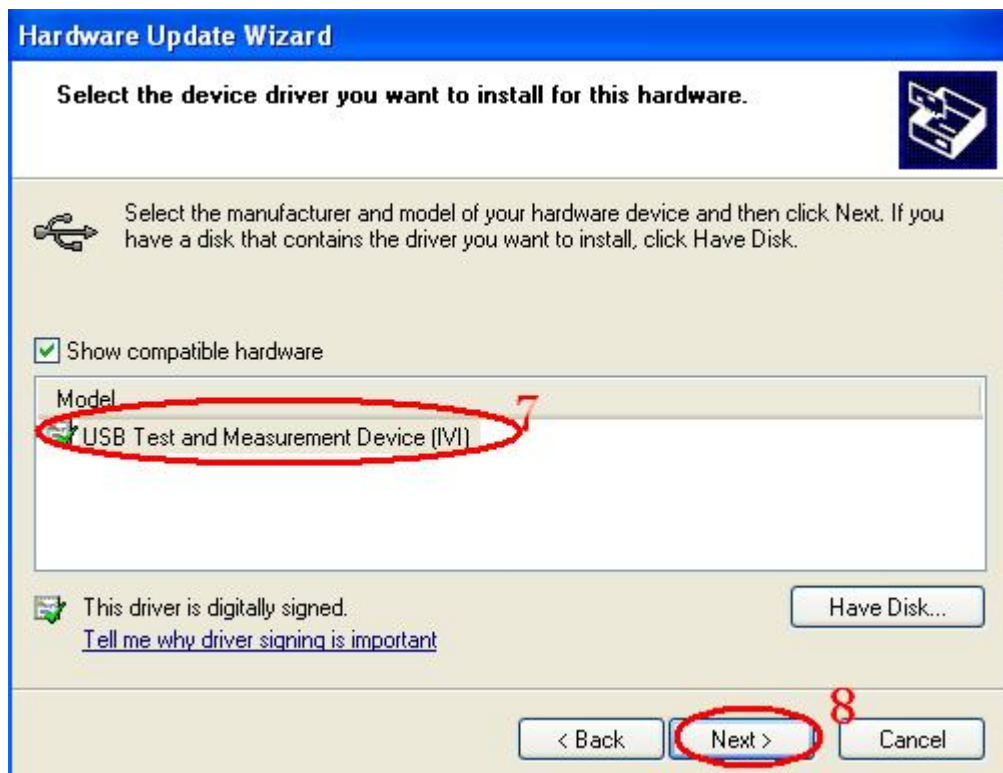 Hardware Update Wizard
Select the device driver you want to install for this hardware.
Select the manufacturer and model of your hardware device and then click Next. If you
have a disk that contains the driver you want to install, click Have Disk.
Show compatible hardware
Model
7
USB Test and Measurement Device (IVI)
This driver is digitally signed.
Have Disk...
Tell me why driver signing is important
8
< Back
Next >
Cancel